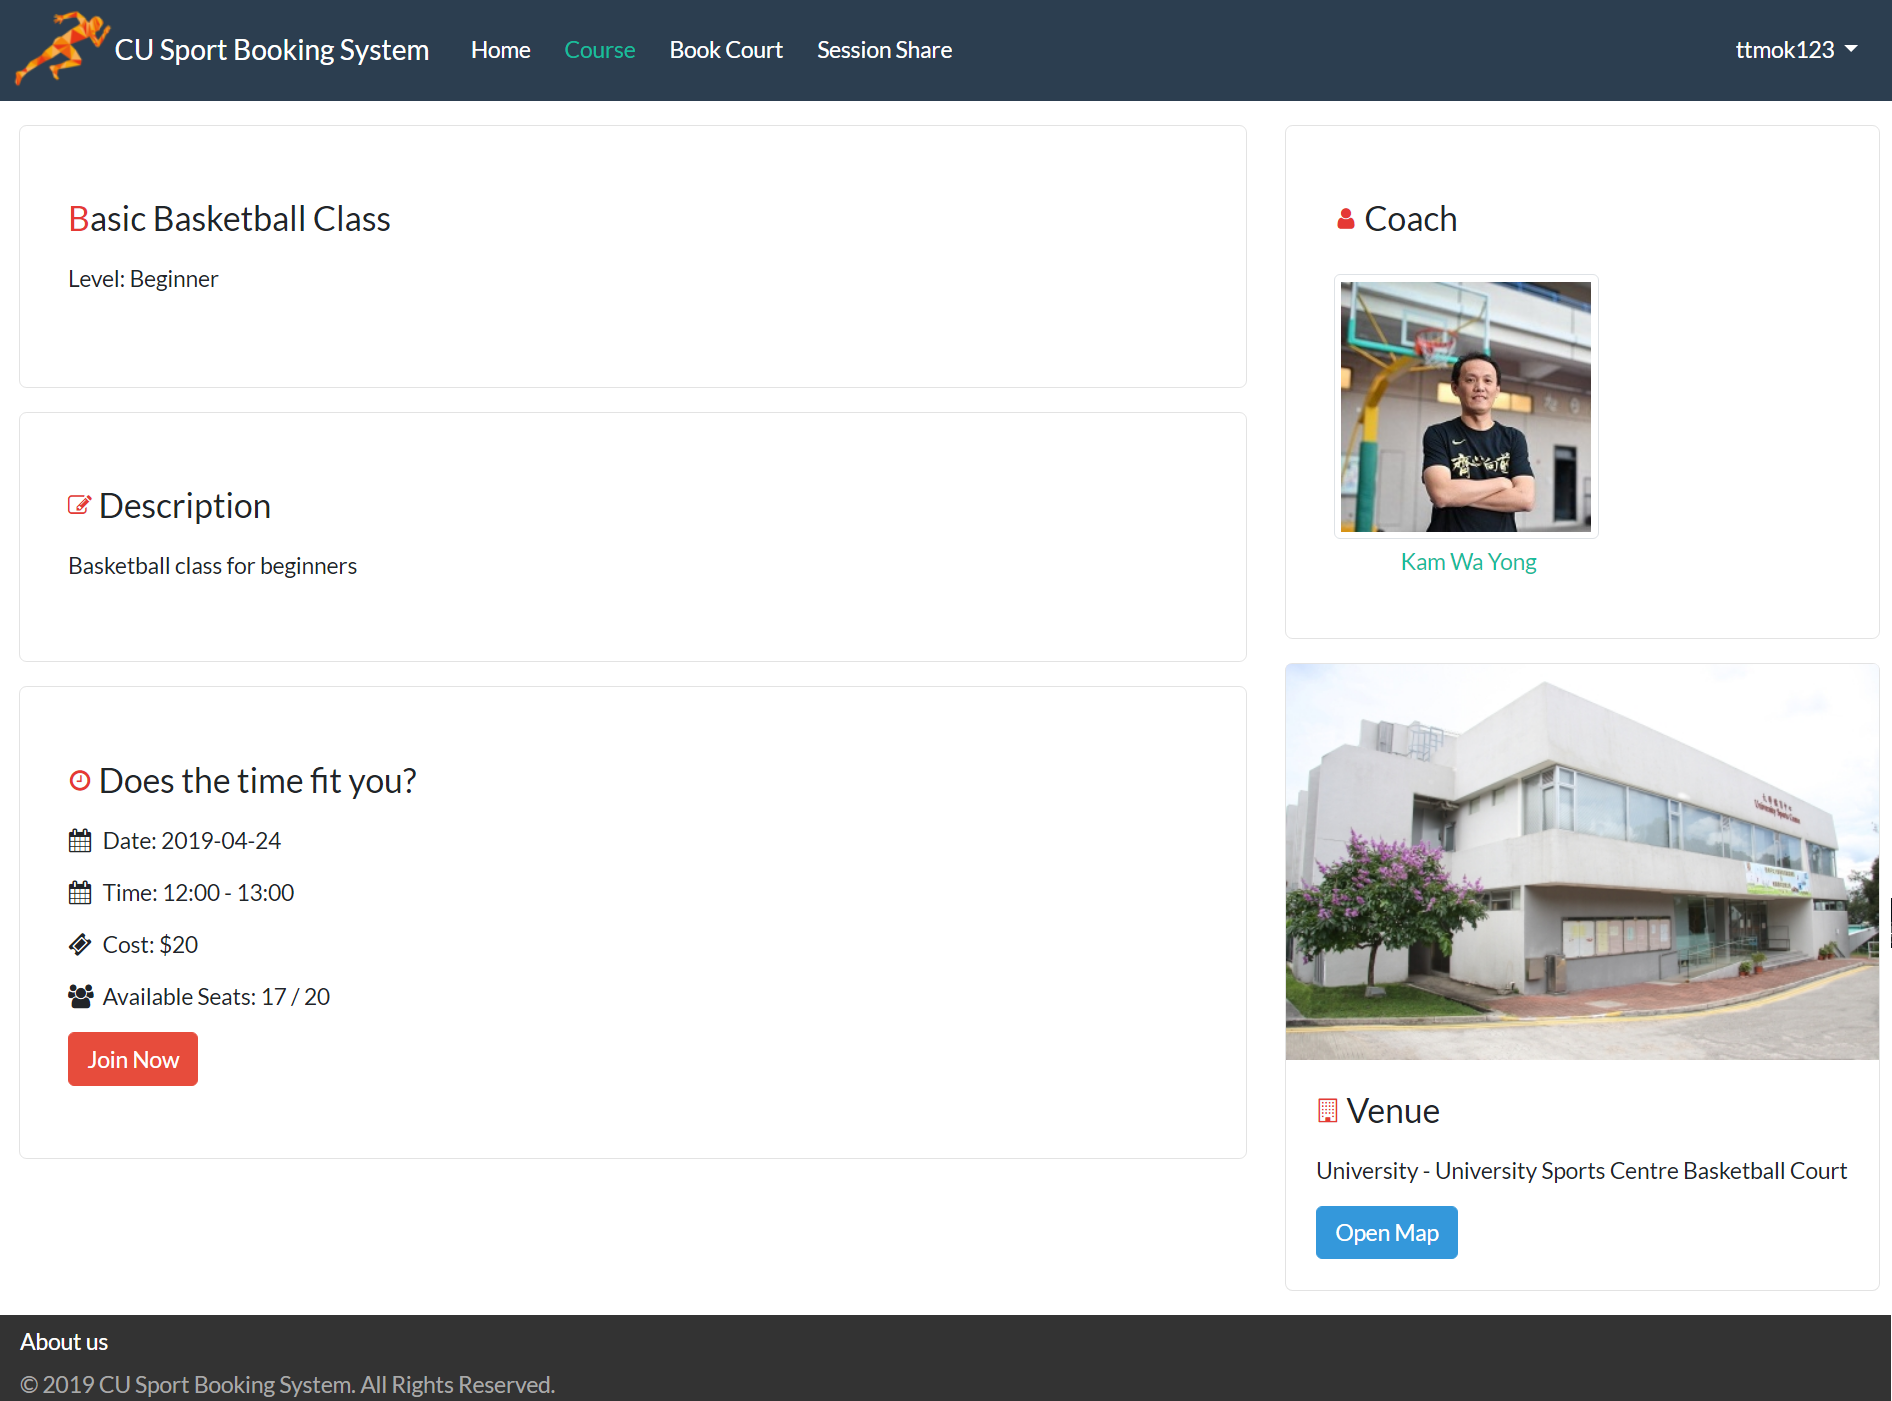 CU Sport Booking System
Home
Course
Book Court
Session Share
ttmok123
Basic Basketball Class
Level: Beginner
Description
Basketball class for beginners
Does the time fit you?
Date: 2019-04-24
Time: 12:00 - 13:00
Cost: $20
Available Seats: 17 / 20
Join Now
Coach
Kam Wa Yong
University Sports Centre
Venue
University - University Sports Centre Basketball Court
Open Map
About us
© 2019 CU Sport Booking System. All Rights Reserved.